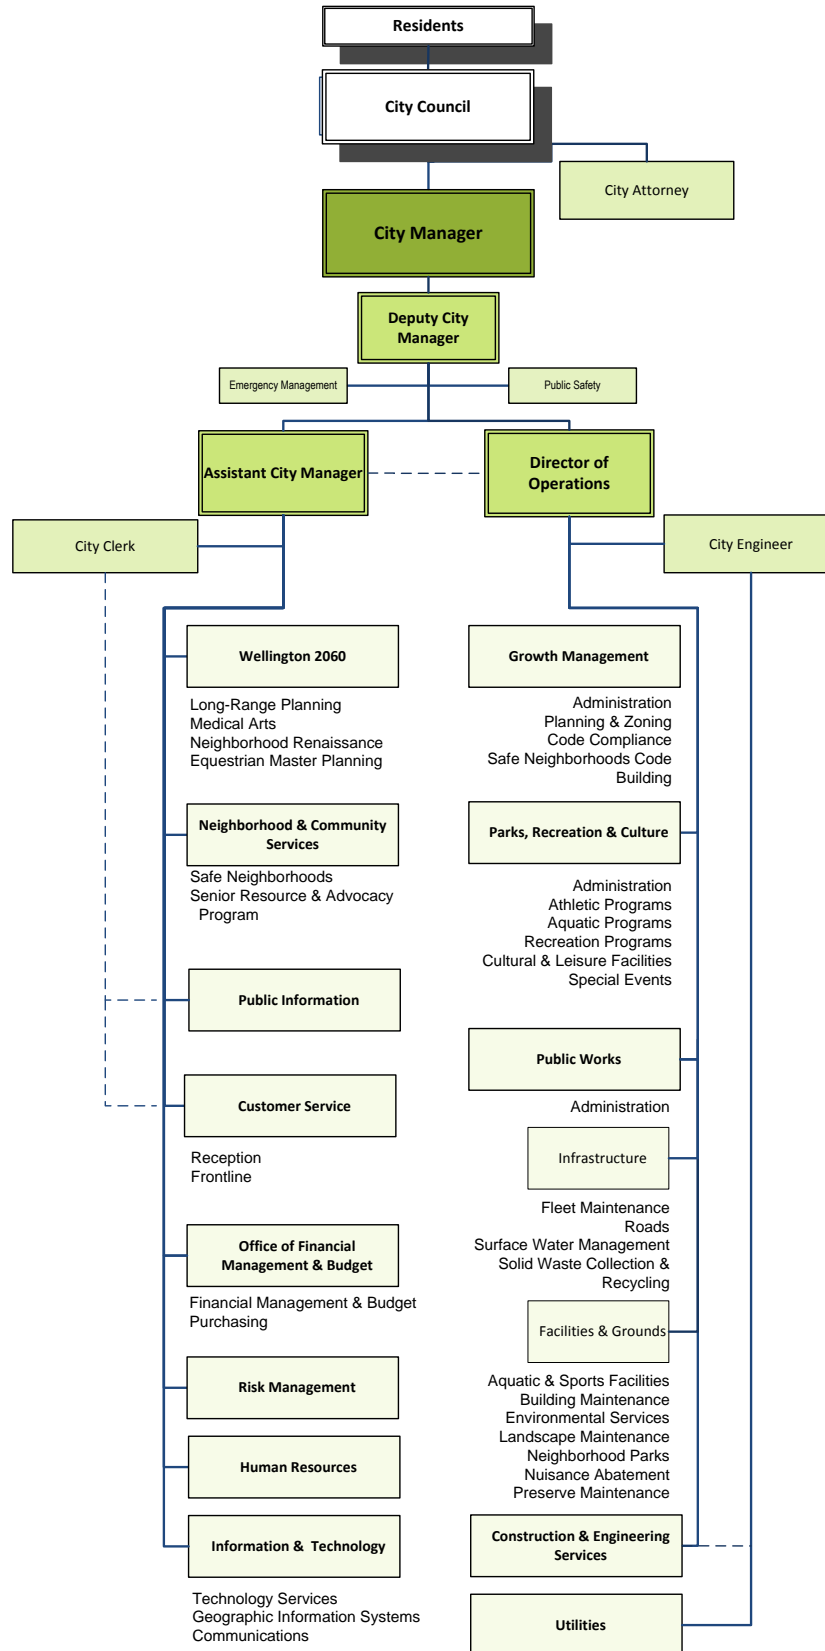 Residents
City Council
City Attorney
City Manager
Deputy City
Manager
Emergency Management
Public Safety
Assistant City Manager
Director of
Operations
City Clerk
City Engineer
Wellington 2060
Long-Range Planning
Medical Arts
Neighborhood Renaissance
Equestrian Master Planning
Growth Management
Administration
Planning & Zoning
Code Compliance
Safe Neighborhoods Code
Building
Neighborhood & Community
Services
Safe Neighborhoods
Senior Resource & Advocacy
Program
Parks, Recreation & Culture
Administration
Athletic Programs
Aquatic Programs
Recreation Programs
Cultural & Leisure Facilities
Special Events
Public Information
Public Works
Administration
Customer Service
Reception
Frontline
Infrastructure
Fleet Maintenance
Roads
Surface Water Management
Solid Waste Collection &
Recycling
Office of Financial
Management & Budget
Financial Management & Budget
Purchasing
Facilities & Grounds
Aquatic & Sports Facilities
Building Maintenance
Environmental Services
Landscape Maintenance
Neighborhood Parks
Nuisance Abatement
Preserve Maintenance
Risk Management
Human Resources
Information & Technology
Technology Services
Geographic Information Systems
Communications
Construction & Engineering
Services
Utilities